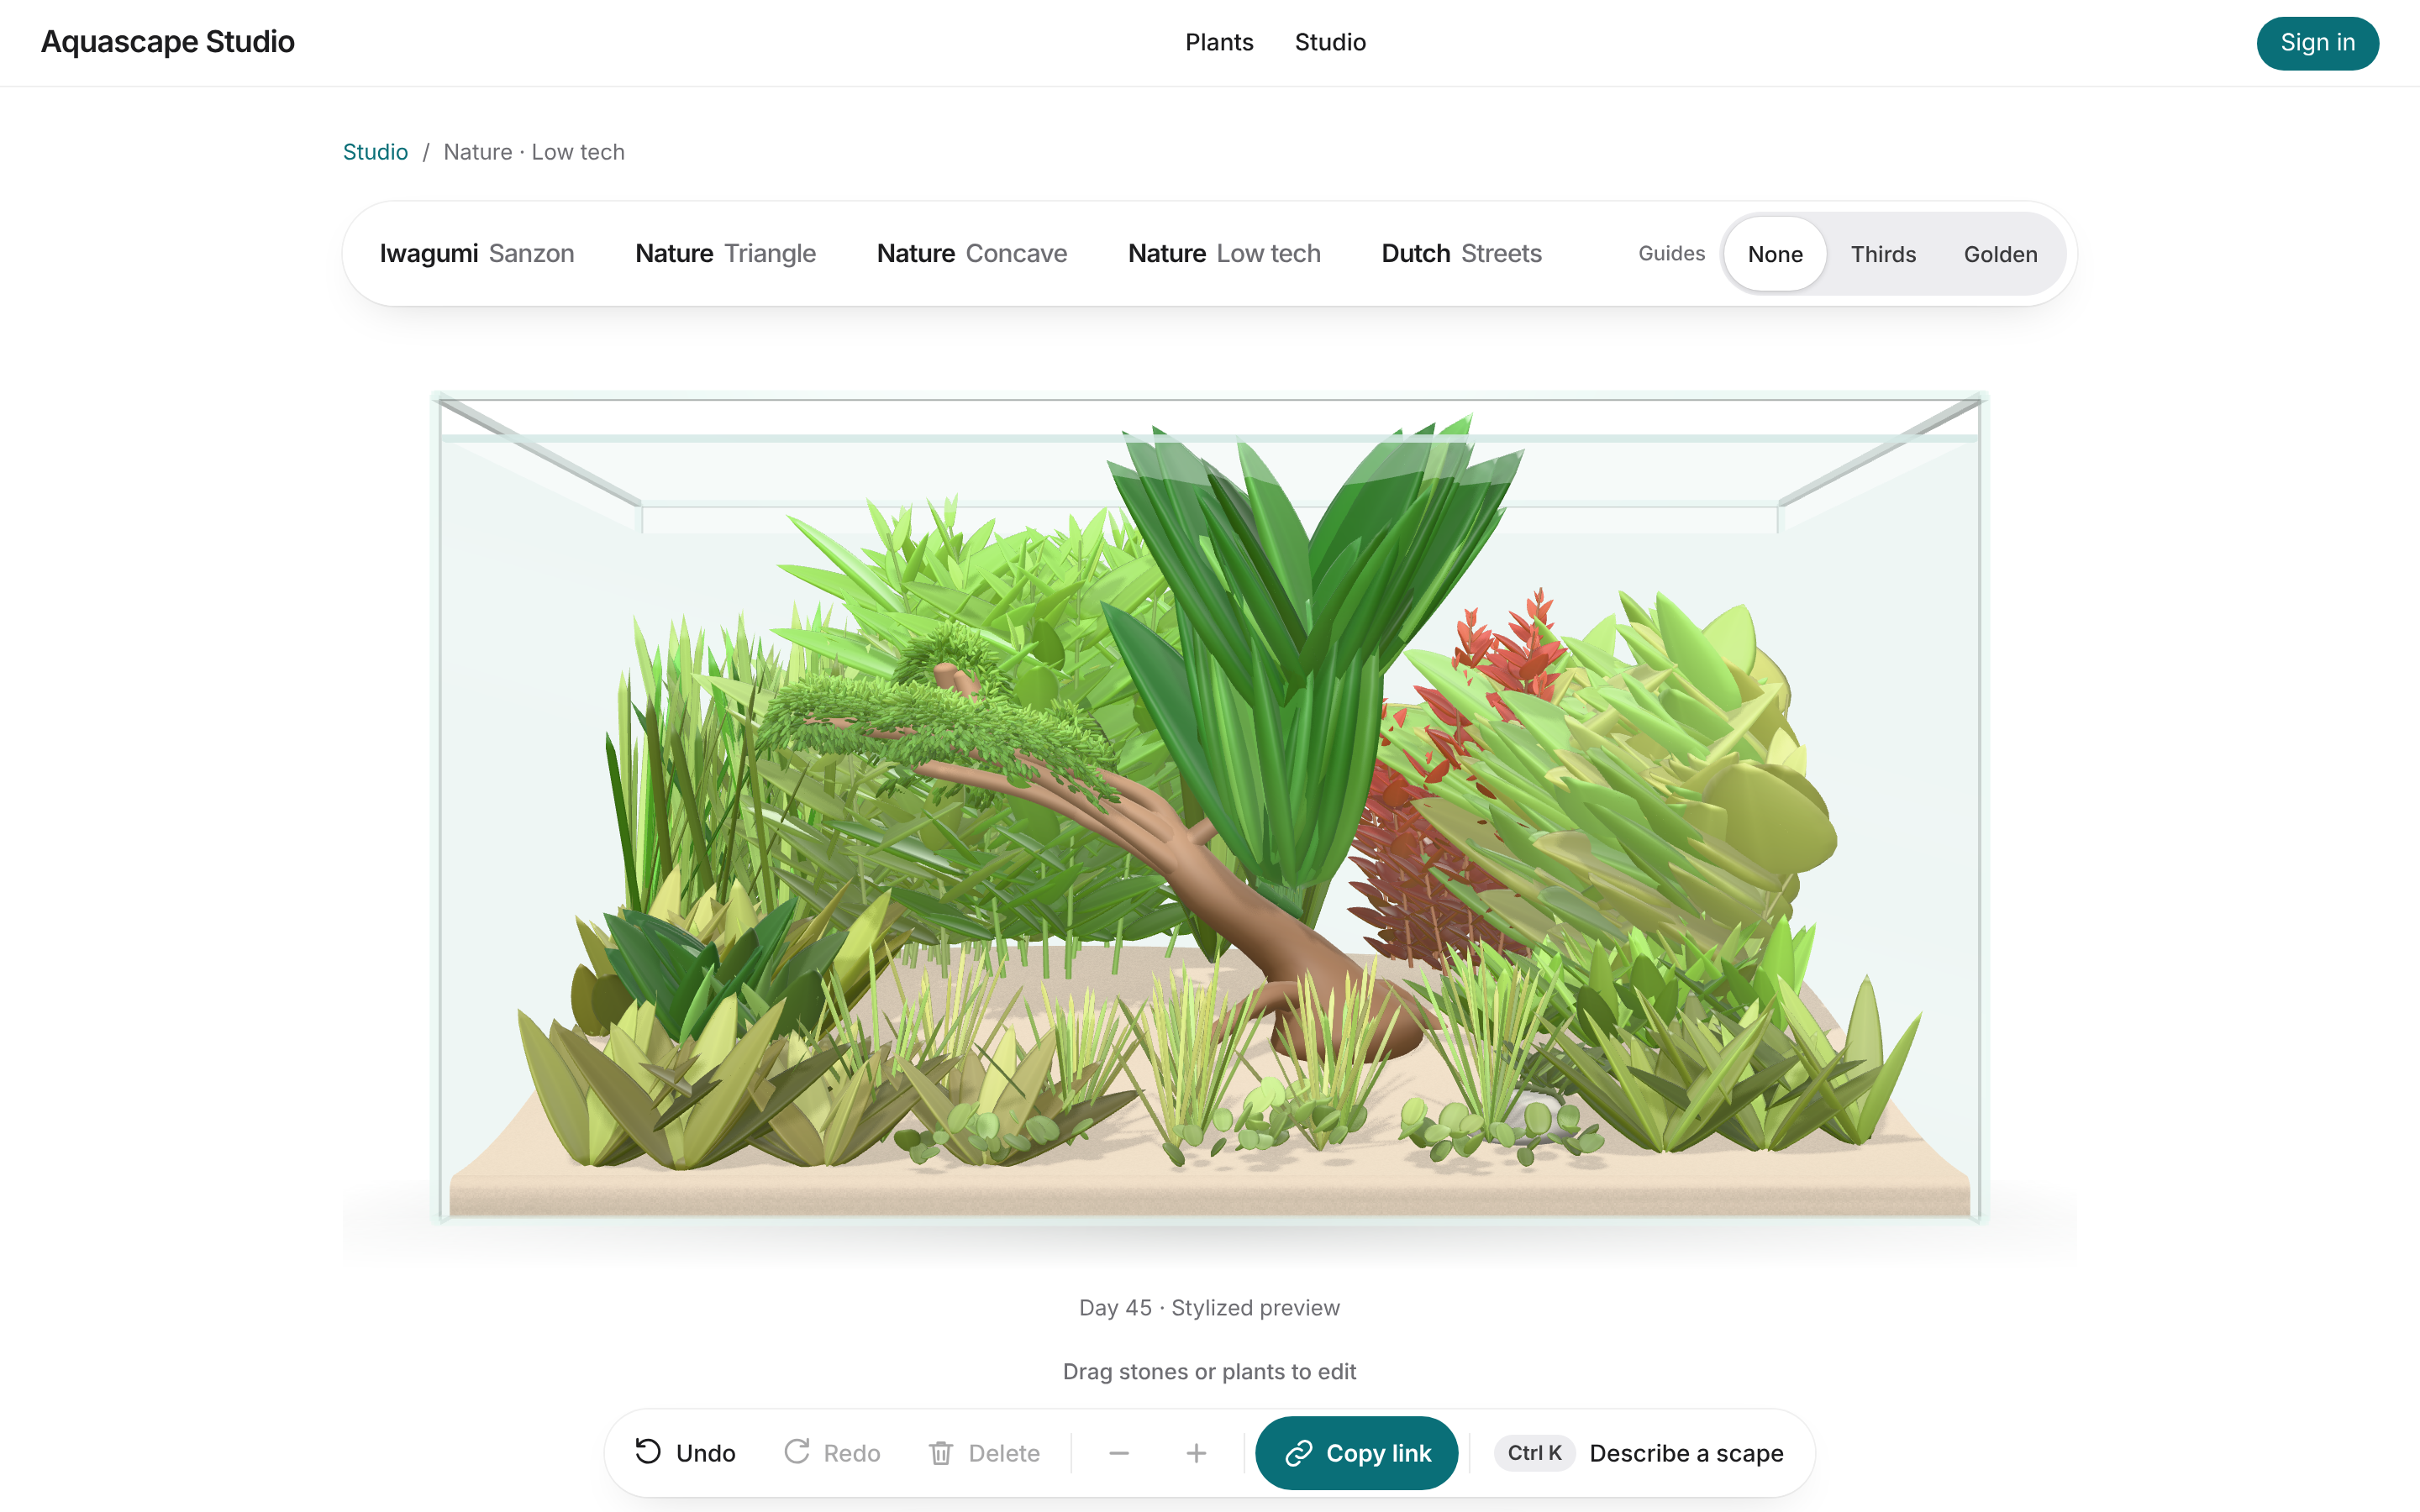 Aquascape Studio
Plants Studio
Sign in
Studio / Nature · Low tech
Iwagumi Sanzon
Nature Triangle
Nature Concave
Nature Low tech
Dutch Streets
Guides
None
Thirds
Golden
Day 45 · Stylized preview
Drag stones or plants to edit
Undo
Redo
Delete
Copy link
Ctrl K Describe a scape